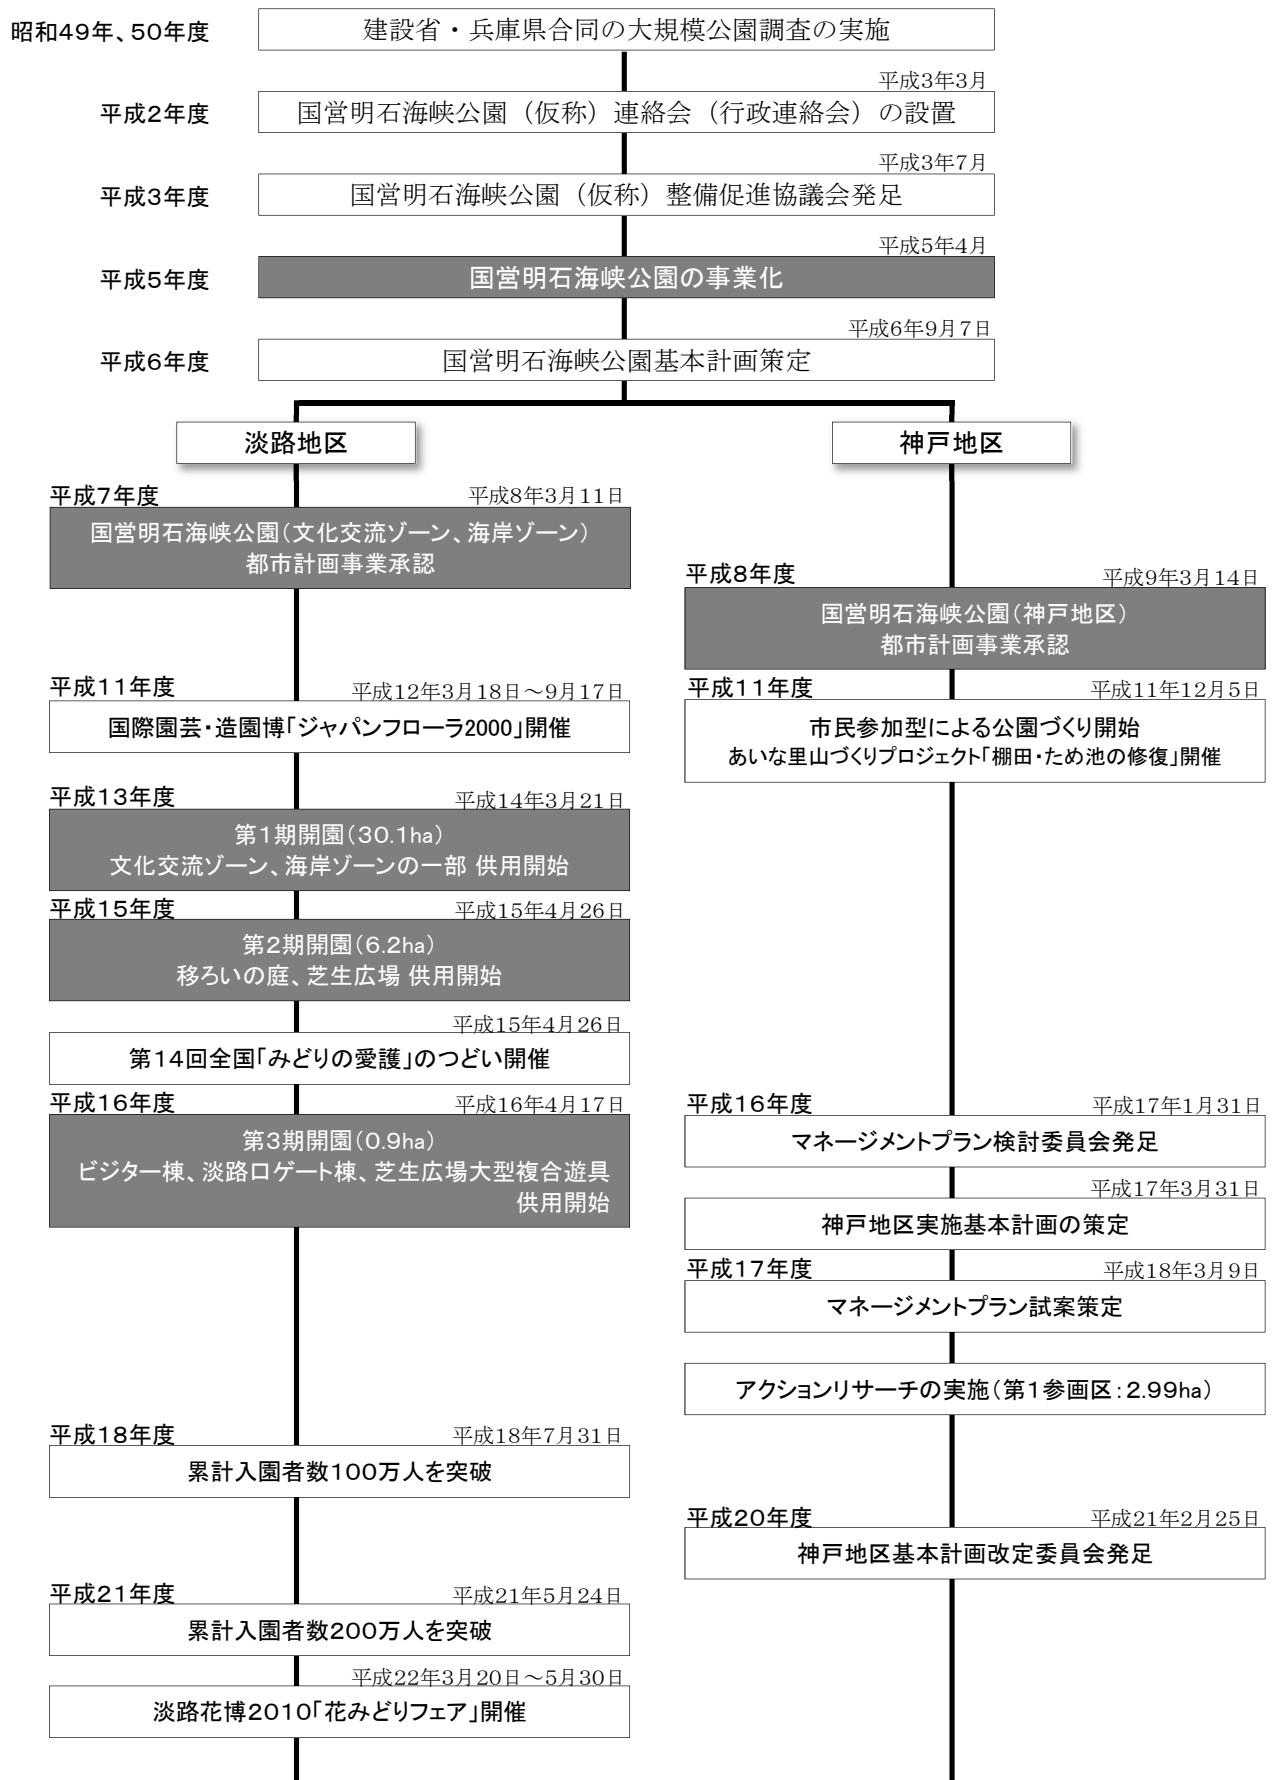 昭和49年、50年度
建設省・兵庫県合同の大規模公園調査の実施
平成3年3月
平成2年度
国営明石海峡公園（仮称）連絡会（行政連絡会）の設置
平成3年7月
平成3年度
国営明石海峡公園（仮称）整備促進協議会発足
平成5年4月
平成5年度
国営明石海峡公園の事業化
平成6年9月7日
平成6年度
国営明石海峡公園基本計画策定
淡路地区
平成7年度
平成8年3月11日
国営明石海峡公園（文化交流ゾーン、海岸ゾーン）
都市計画事業承認
平成11年度
平成12年3月18日～9月17日
国際園芸・造園博「ジャパンフローラ2000」開催
平成13年度
平成14年3月21日
第1期開園（30.1ha）
文化交流ゾーン、海岸ゾーンの一部 供用開始
平成15年度
平成15年4月26日
第2期開園（6.2ha）
移ろいの庭、芝生広場 供用開始
平成15年4月26日
第14回全国「みどりの愛護」のつどい開催
平成16年度
平成16年4月17日
第3期開園（0.9ha）
ビジター棟、淡路口ゲート棟、芝生広場大型複合遊具
供用開始
平成18年度
平成18年7月31日
累計入園者数100万人を突破
平成21年度
平成21年5月24日
累計入園者数200万人を突破
平成22年3月20日～5月30日
淡路花博2010「花みどりフェア」開催
神戸地区
平成8年度
平成9年3月14日
国営明石海峡公園（神戸地区）
都市計画事業承認
平成11年度
平成11年12月5日
市民参加型による公園づくり開始
あいな里山づくりプロジェクト「棚田・ため池の修復」開催
平成16年度
平成17年1月31日
マネージメントプラン検討委員会発足
平成17年3月31日
神戸地区実施基本計画の策定
平成17年度
平成18年3月9日
マネージメントプラン試案策定
アクションリサーチの実施（第1参画区：2.99ha）
平成20年度
平成21年2月25日
神戸地区基本計画改定委員会発足